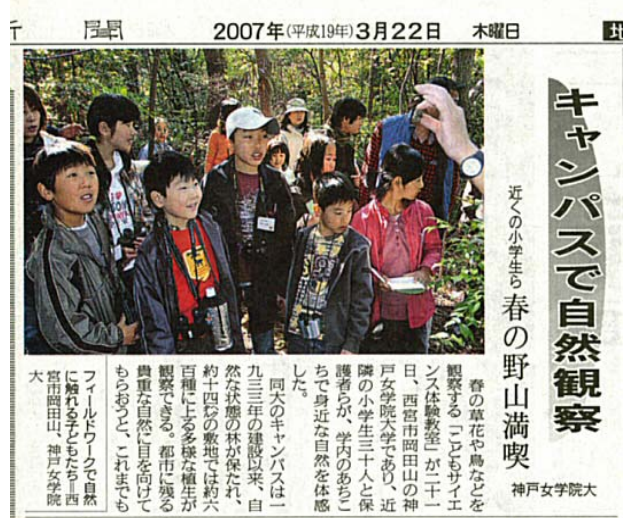 聞 2007年(平成19年)3月22日 木曜日 地
キャンパスで自然観察
近くの小学生ら 春の野山満喫
神戸女学院大
春の草花や鳥などを
観察する「こどもサイエ
ンス体験教室」が二十一
日、西宮市岡田山の神
戸女学院大学であり、近
隣の小学生三十人と保
護者らが、学内のあちこ
ちで身近な自然を体感
した。
同大のキャンパスは一
九三三年の建設以来、自
然な状態の林が保たれ、
約十四㌶の敷地では約六
百種に上る多様な植生が
観察できる。都市に残る
貴重な自然に目を向けて
もらおうと、これまでも
フィールドワークで自然
に触れる子どもたち＝西
宮市岡田山、神戸女学院
大